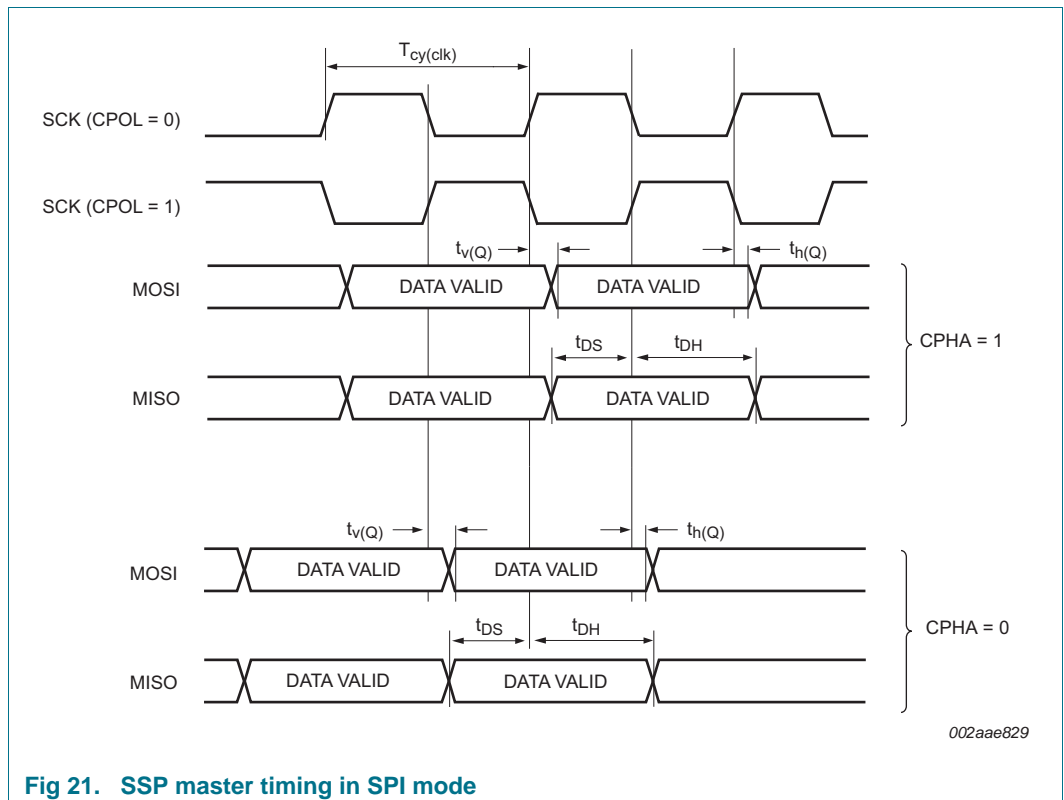 Tcy(clk)
SCK (CPOL = 0)
SCK (CPOL = 1)
tv(Q) th(Q)
MOSI DATA VALID DATA VALID
tDS tDH
CPHA = 1
MISO DATA VALID DATA VALID
tv(Q) th(Q)
MOSI DATA VALID DATA VALID
tDS tDH
CPHA = 0
MISO DATA VALID DATA VALID
002aae829
Fig 21. SSP master timing in SPI mode